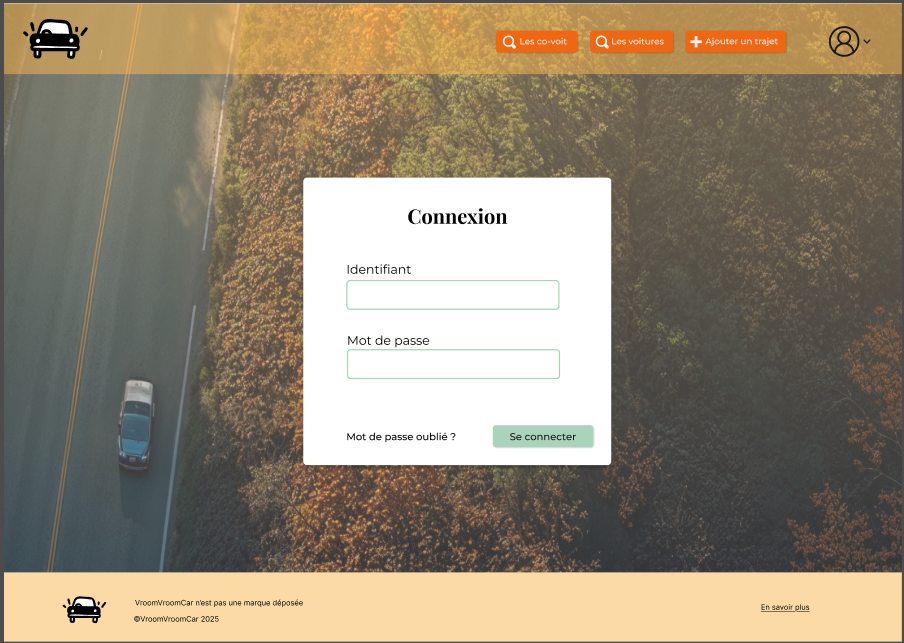 Les co-voit
Les voitures
Ajouter un trajet
Connexion
Identifiant
Mot de passe
Mot de passe oublié ?
Se connecter
VroomVroomCar n'est pas une marque déposée
©VroomVroomCar 2025
En savoir plus